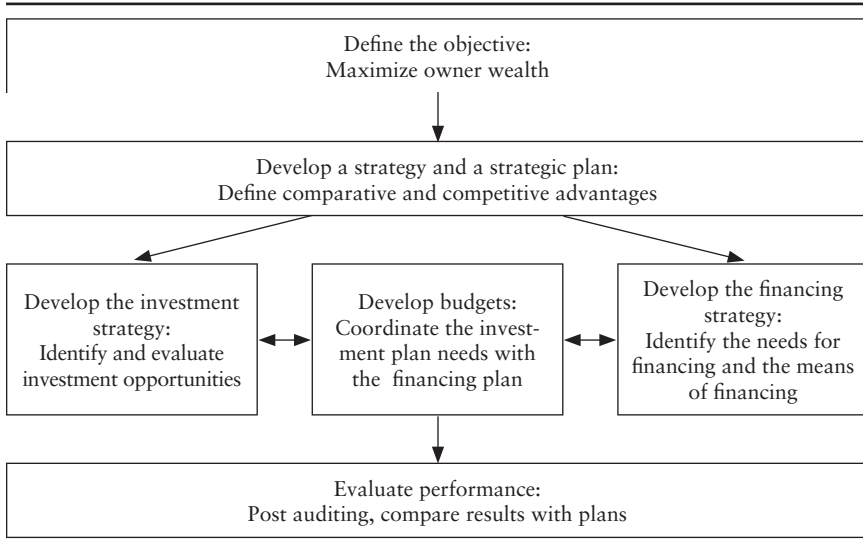 Define the objective:
Maximize owner wealth
Develop a strategy and a strategic plan:
Define comparative and competitive advantages
Develop the investment
strategy:
Identify and evaluate
investment opportunities
Develop budgets:
Coordinate the invest-
ment plan needs with
the financing plan
Develop the financing
strategy:
Identify the needs for
financing and the means
of financing
Evaluate performance:
Post auditing, compare results with plans